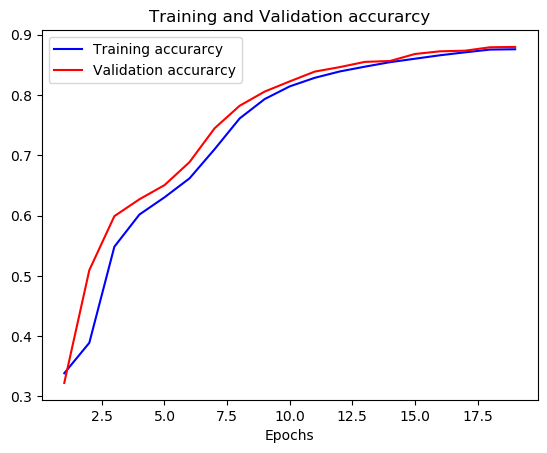 Training and Validation accurarcy
Training accurarcy
Validation accurarcy
0.9
0.8
0.7
0.6
0.5
0.4
0.3
2.5 5.0 7.5 10.0 12.5 15.0 17.5
Epochs